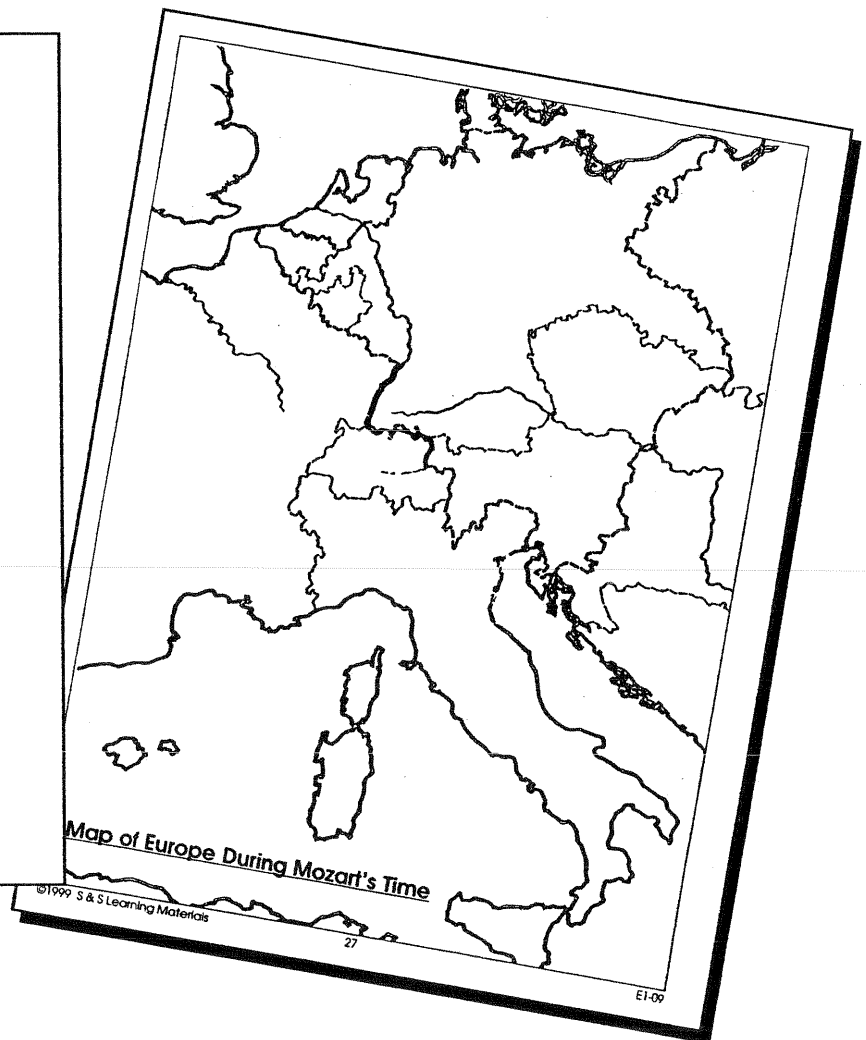 Map of Europe During Mozart's Time
©1999 S & S Learning Materials
27
E1-09